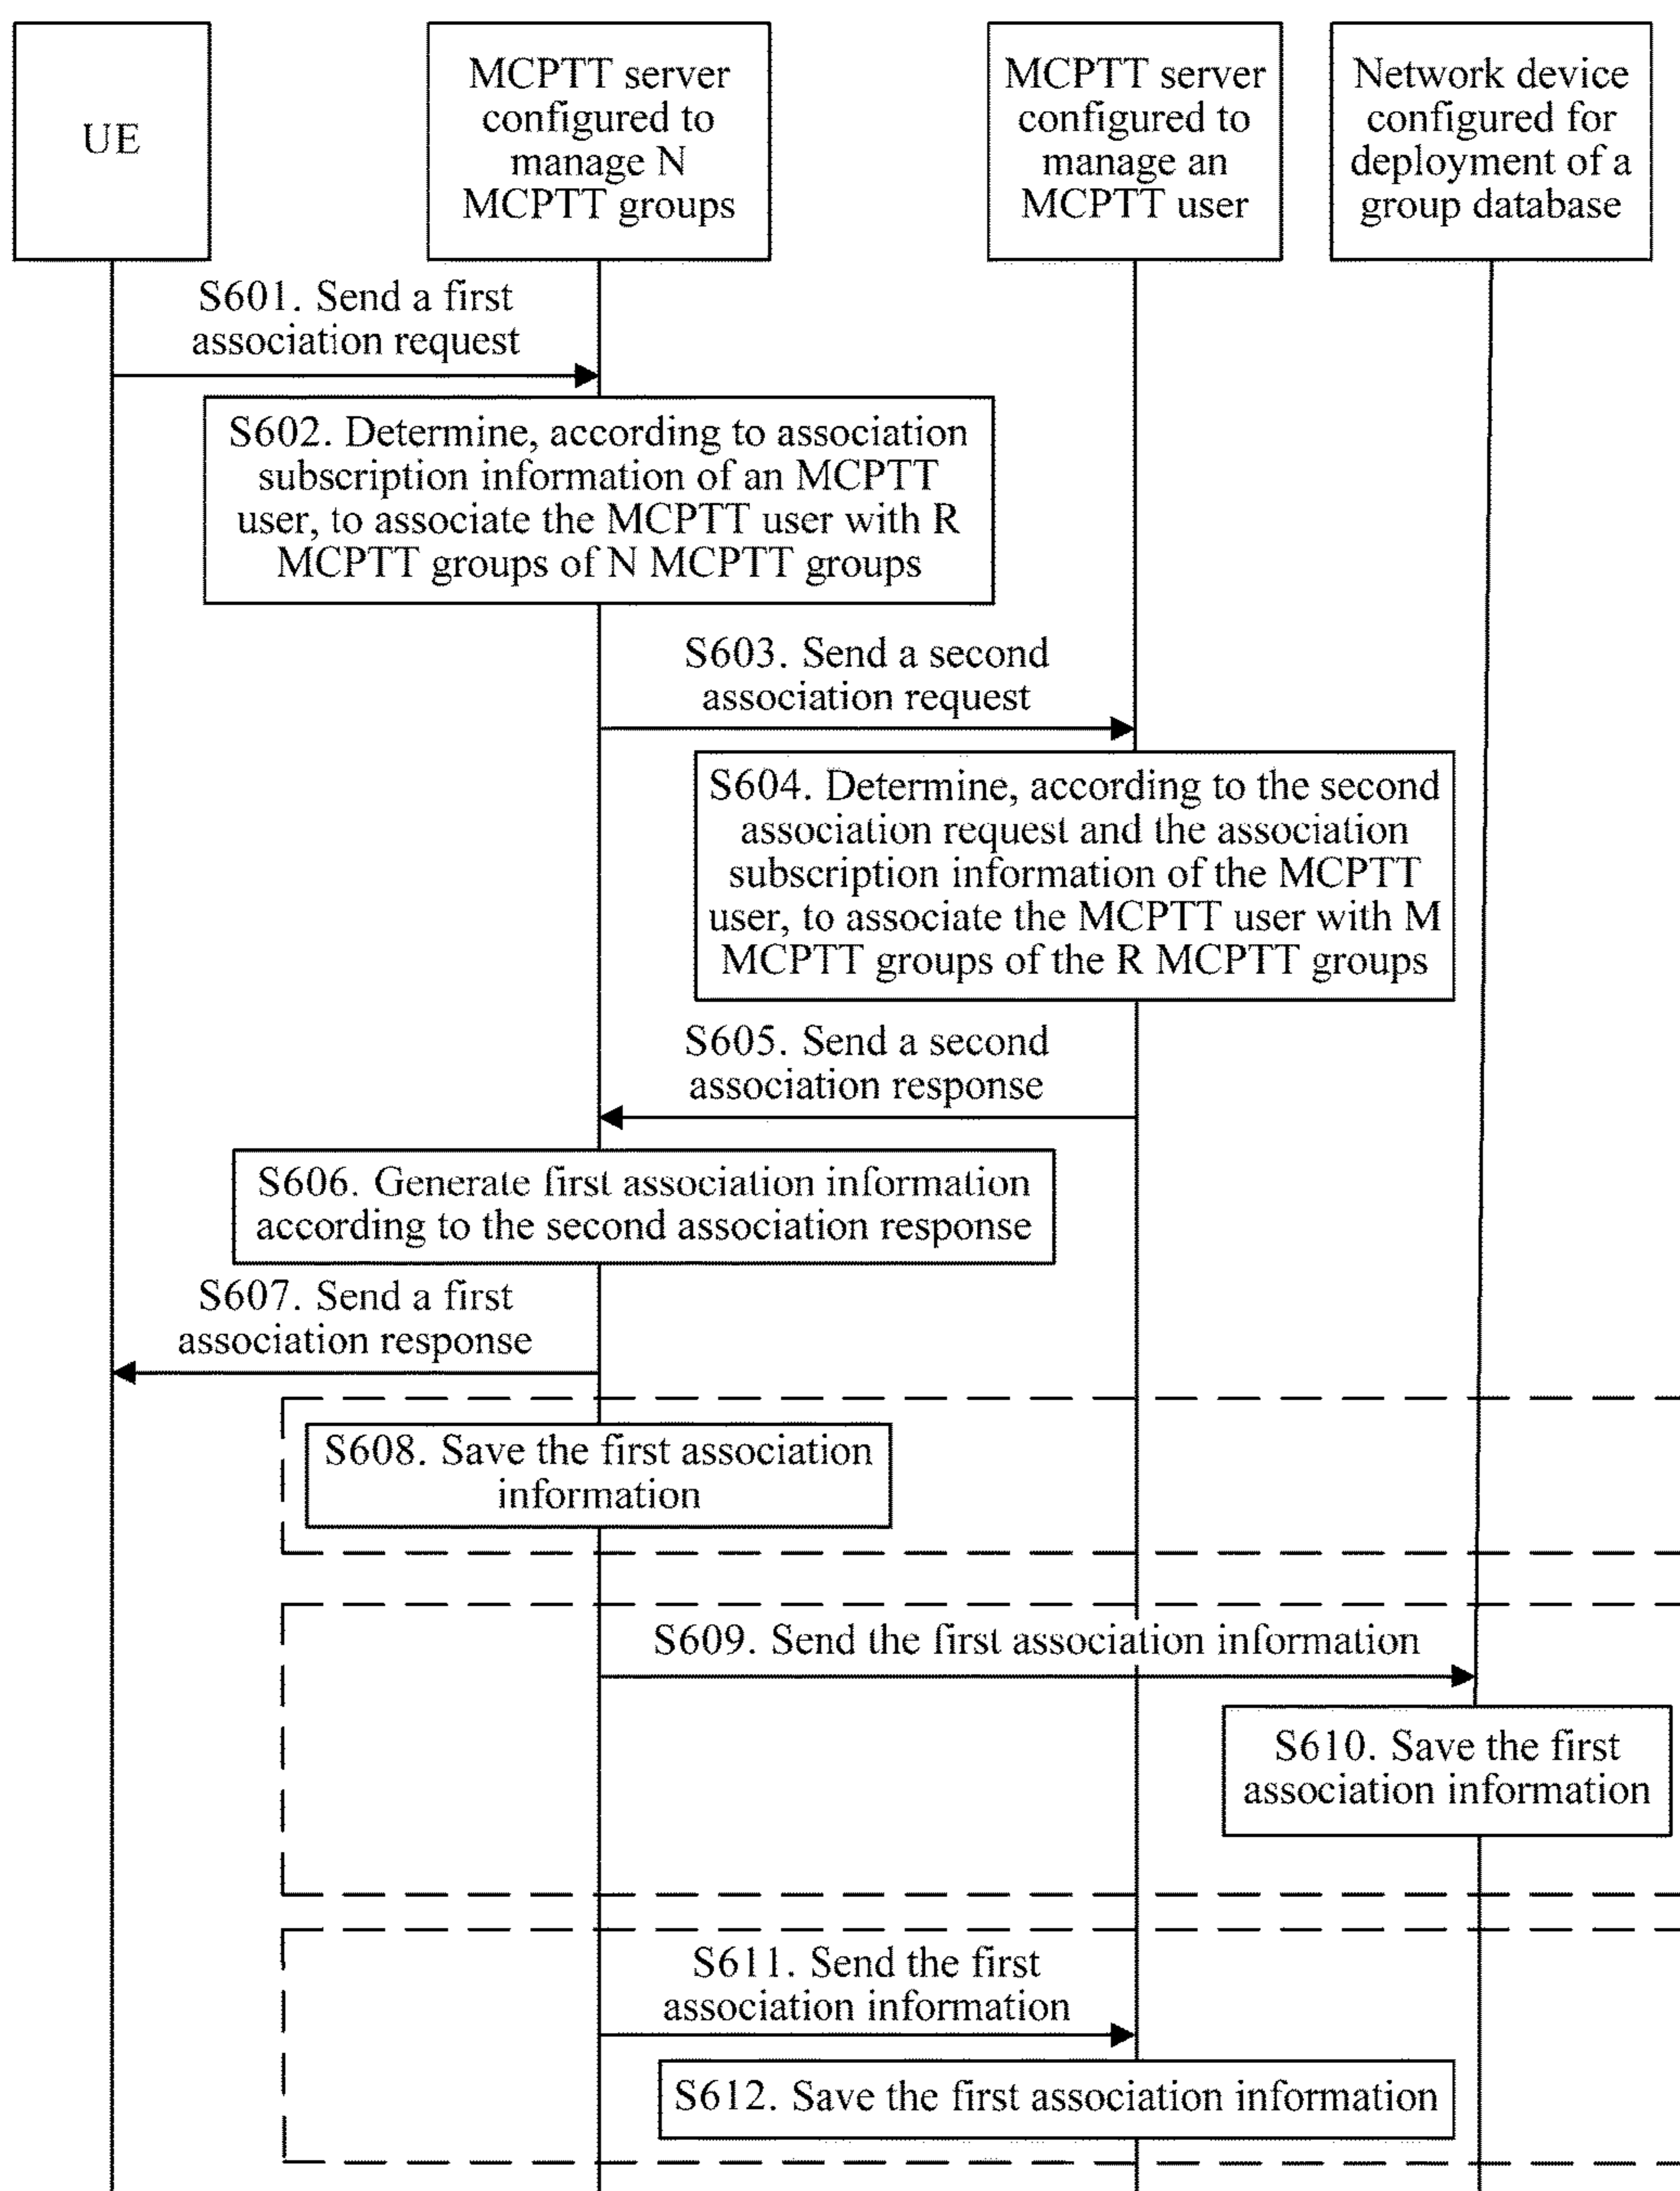 UE
MCPTT server
configured to
manage N
MCPTT groups
MCPTT server
configured to
manage an
MCPTT user
Network device
configured for
deployment of a
group database
S601. Send a first
association request
S602. Determine, according to association
subscription information of an MCPTT
user, to associate the MCPTT user with R
MCPTT groups of N MCPTT groups
S603. Send a second
association request
S604. Determine, according to the second
association request and the association
subscription information of the MCPTT
user, to associate the MCPTT user with M
MCPTT groups of the R MCPTT groups
S605. Send a second
association response
S606. Generate first association information
according to the second association response
S607. Send a first
association response
S608. Save the first association
information
S609. Send the first association information
S610. Save the first
association information
S611. Send the first
association information
S612. Save the first association information